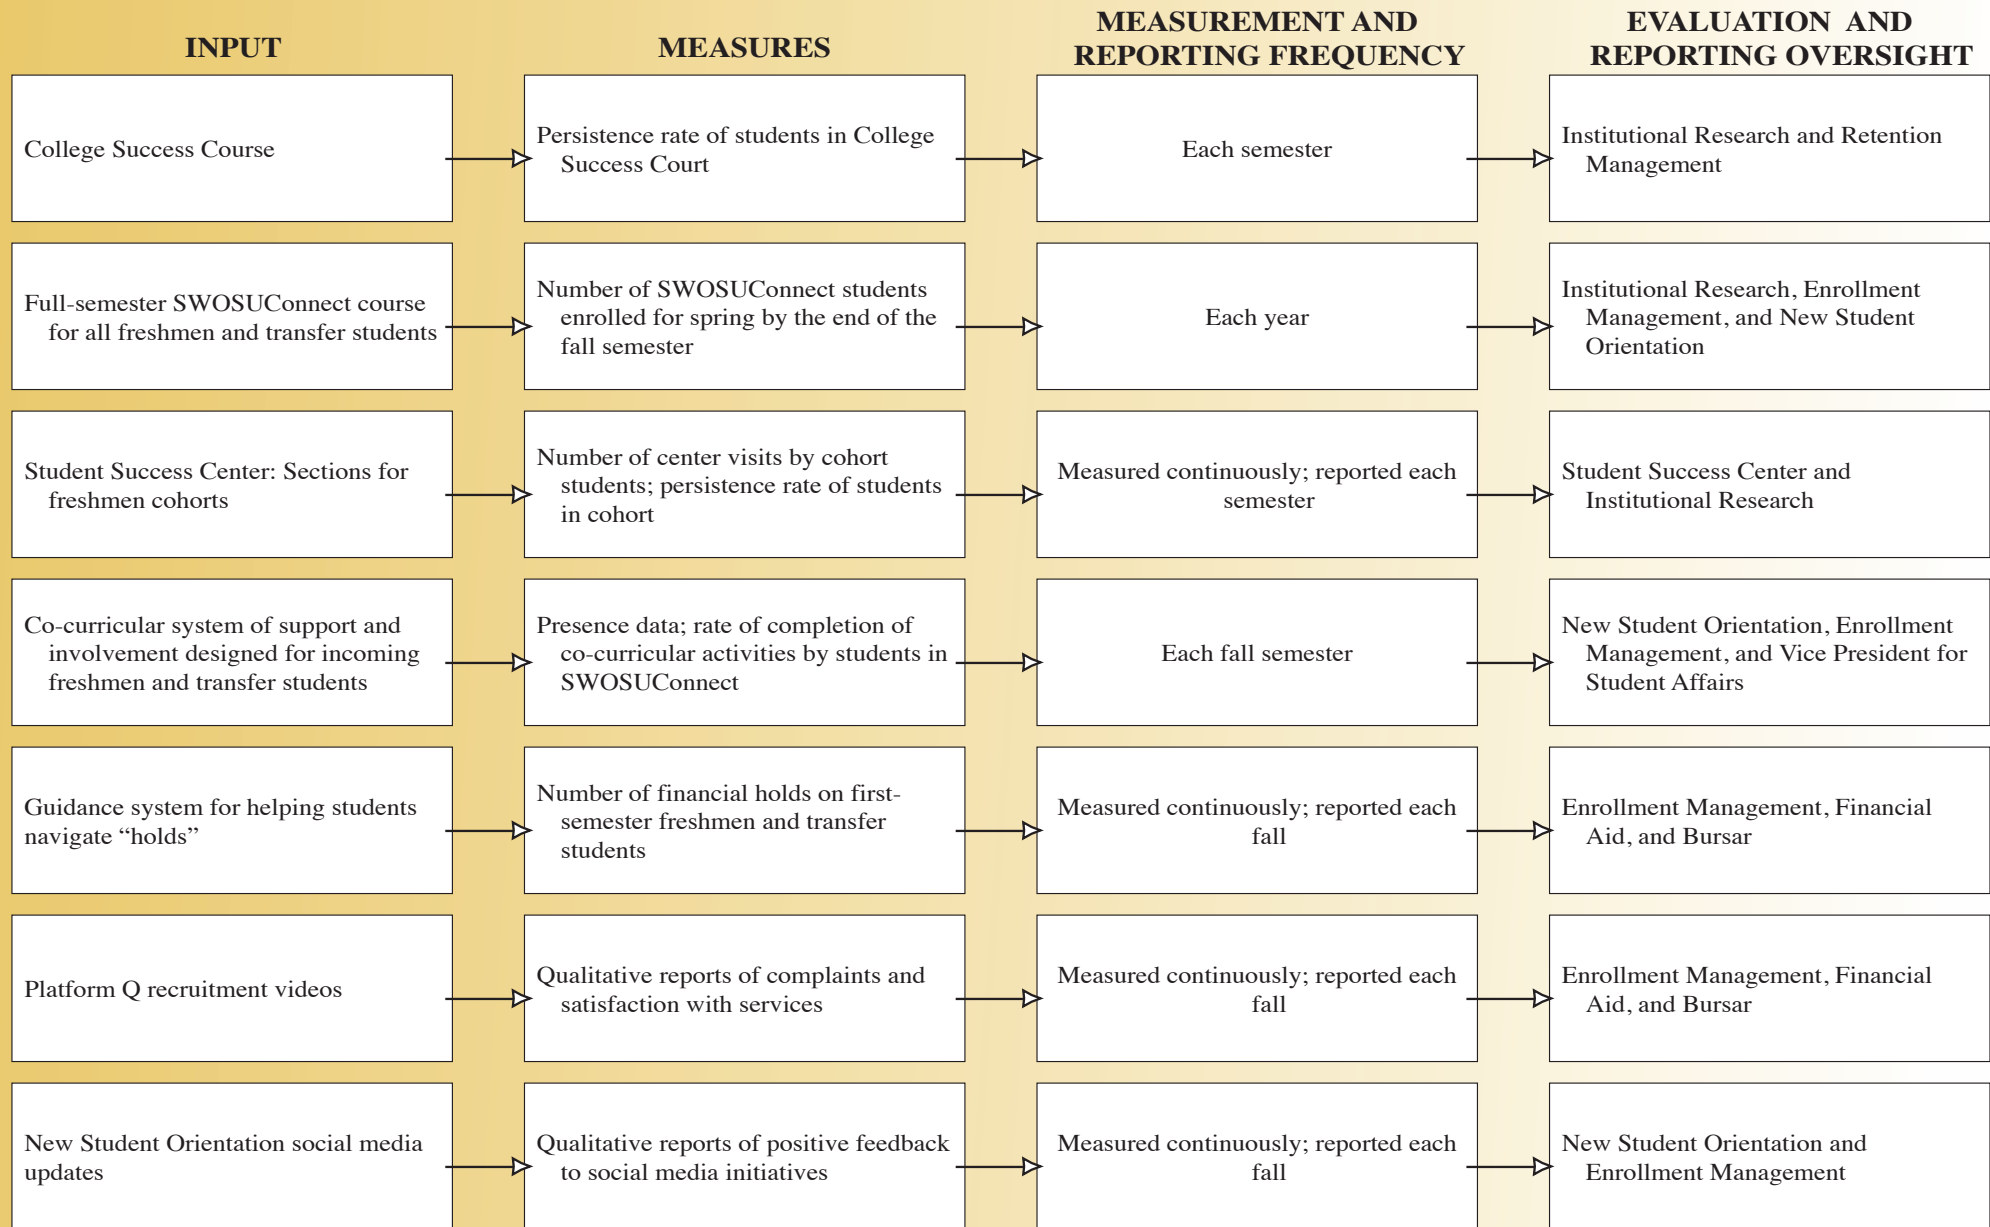 INPUT
MEASURES
MEASUREMENT AND
REPORTING FREQUENCY
EVALUATION AND
REPORTING OVERSIGHT
College Success Course
Persistence rate of students in College
Success Court
Each semester
Institutional Research and Retention
Management
Full-semester SWOSUConnect course
for all freshmen and transfer students
Number of SWOSUConnect students
enrolled for spring by the end of the
fall semester
Each year
Institutional Research, Enrollment
Management, and New Student
Orientation
Student Success Center: Sections for
freshmen cohorts
Number of center visits by cohort
students; persistence rate of students
in cohort
Measured continuously; reported each
semester
Student Success Center and
Institutional Research
Co-curricular system of support and
involvement designed for incoming
freshmen and transfer students
Presence data; rate of completion of
co-curricular activities by students in
SWOSUConnect
Each fall semester
New Student Orientation, Enrollment
Management, and Vice President for
Student Affairs
Guidance system for helping students
navigate “holds”
Number of financial holds on first-
semester freshmen and transfer
students
Measured continuously; reported each
fall
Enrollment Management, Financial
Aid, and Bursar
Platform Q recruitment videos
Qualitative reports of complaints and
satisfaction with services
Measured continuously; reported each
fall
Enrollment Management, Financial
Aid, and Bursar
New Student Orientation social media
updates
Qualitative reports of positive feedback
to social media initiatives
Measured continuously; reported each
fall
New Student Orientation and
Enrollment Management